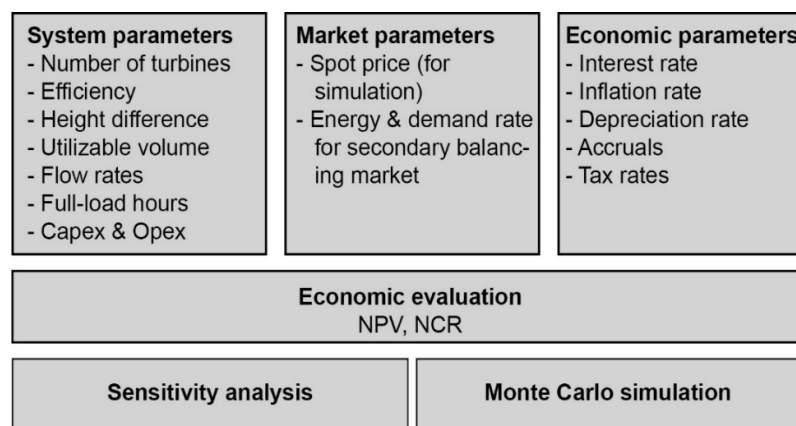 System parameters
- Number of turbines
- Efficiency
- Height difference
- Utilizable volume
- Flow rates
- Full-load hours
- Capex & Opex
Market parameters
- Spot price (for
simulation)
- Energy & demand rate
for secondary balanc-
ing market
Economic parameters
- Interest rate
- Inflation rate
- Depreciation rate
- Accruals
- Tax rates
Economic evaluation
NPV, NCR
Sensitivity analysis
Monte Carlo simulation